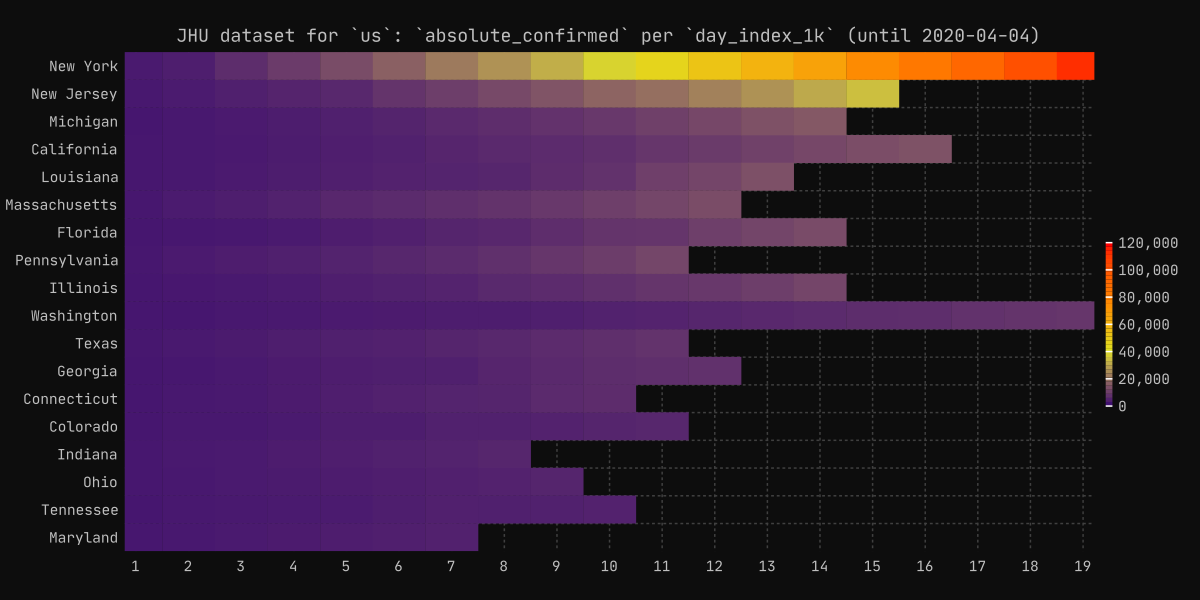 JHU dataset for `us`: `absolute_confirmed` per `day_index_1k` (until 2020-04-04)
New York
New Jersey
Michigan
California
Louisiana
Massachusetts
Florida
Pennsylvania
Illinois
Washington
Texas
Georgia
Connecticut
Colorado
Indiana
Ohio
Tennessee
Maryland
1 2 3 4 5 6 7 8 9 10 11 12 13 14 15 16 17 18 19
120,000
100,000
80,000
60,000
40,000
20,000
0